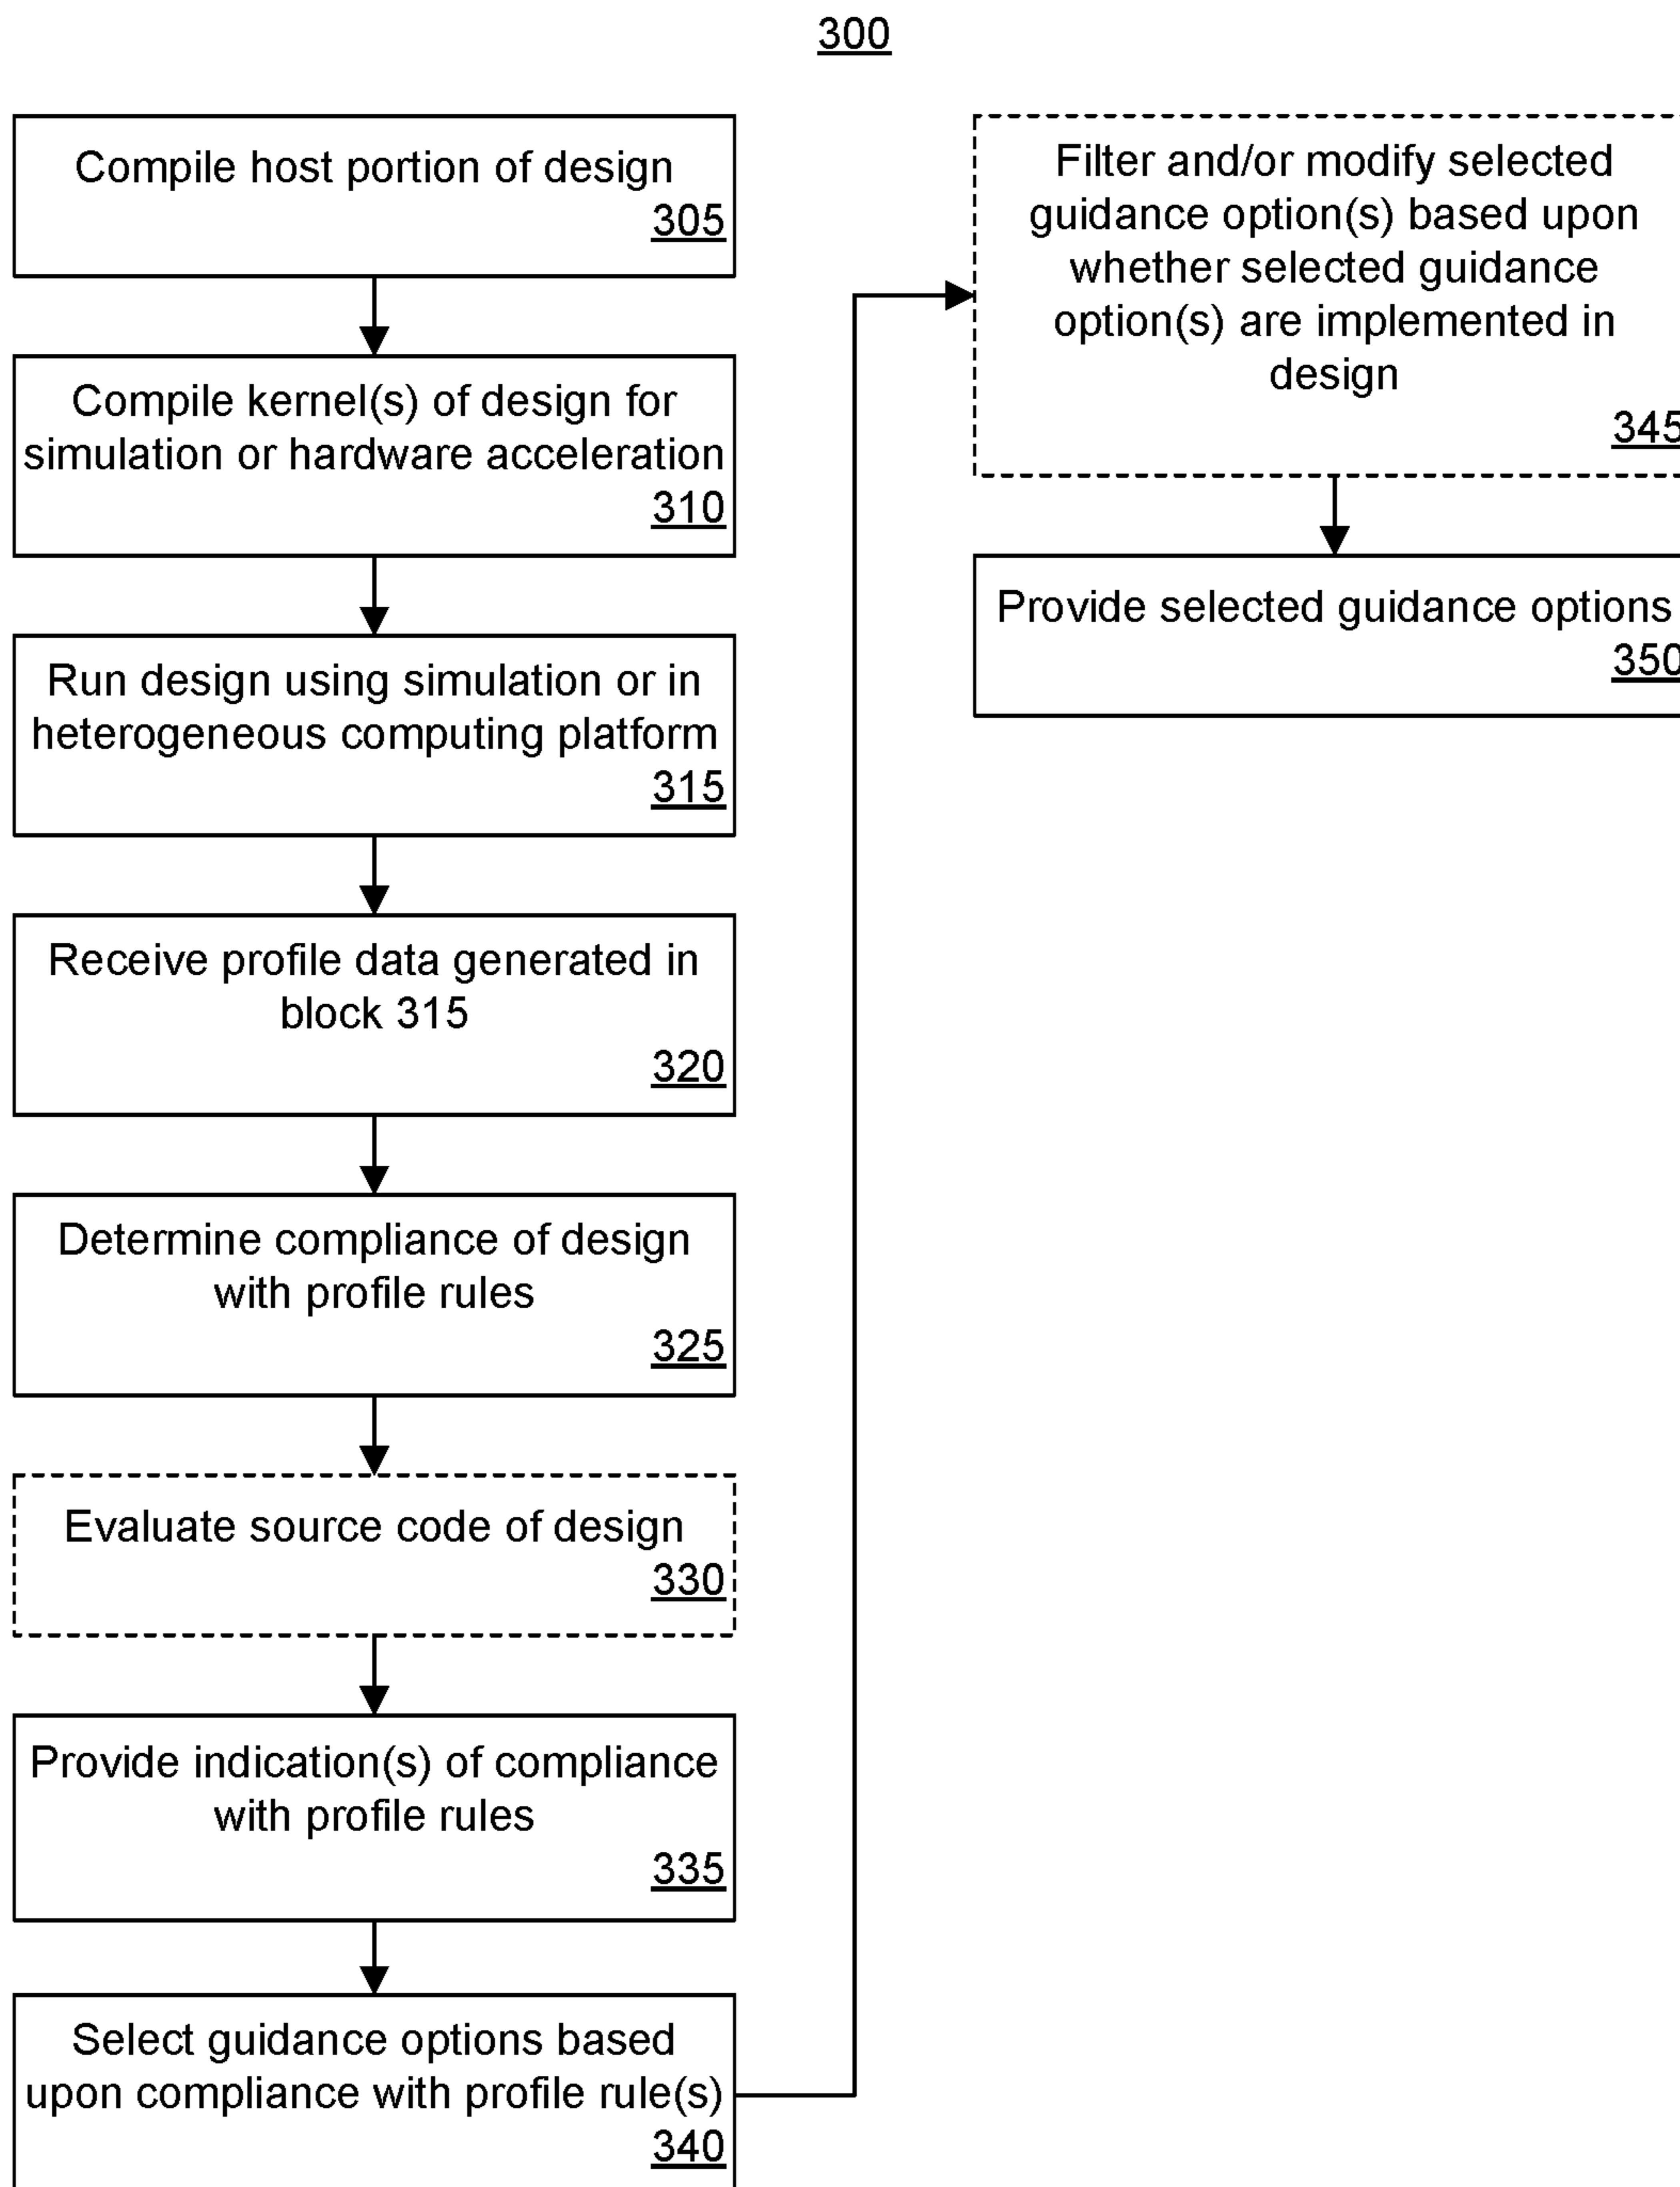 300
Compile host portion of design
305
Compile kernel(s) of design for
simulation or hardware acceleration
310
Run design using simulation or in
heterogeneous computing platform
315
Receive profile data generated in
block 315
320
Determine compliance of design
with profile rules
325
Evaluate source code of design
330
Provide indication(s) of compliance
with profile rules
335
Select guidance options based
upon compliance with profile rule(s)
340
Filter and/or modify selected
guidance option(s) based upon
whether selected guidance
option(s) are implemented in
design
345
Provide selected guidance options
350